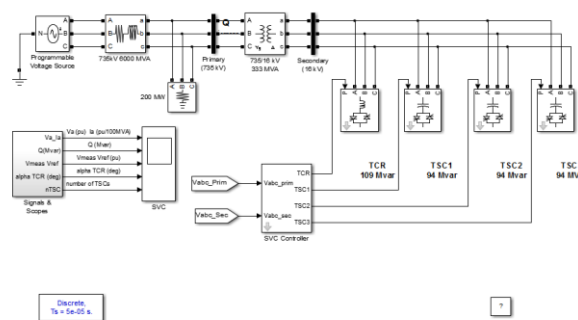 N
A
B
C
A
B
C
a
b
c
Q
A
B
C
a
b
c
Programmable
Voltage Source
735kV 6000 MVA
Primary
(735 kV)
735/16 kV
333 MVA
Secondary
(16 kV)
A B C
200 MW
P A B C
P A B C
P A B C
P A B C
TCR
109 Mvar
TSC1
94 Mvar
TSC2
94 Mvar
TSC
94 MV
Va_Ia
Q(Mvar)
Vmeas Vref
alpha TCR (deg)
nTSC
Va (pu) Ia (pu/100MVA)
Q (Mvar)
Vmeas Vref (pu)
alpha TCR (deg)
number of TSCs
Signals &
Scopes
SVC
Vabc_Prim
Vabc_Sec
Vabc_prim
Vabc_sec
TCR
TSC1
TSC2
TSC3
SVC Controller
Discrete,
Ts = 5e-05 s.
?